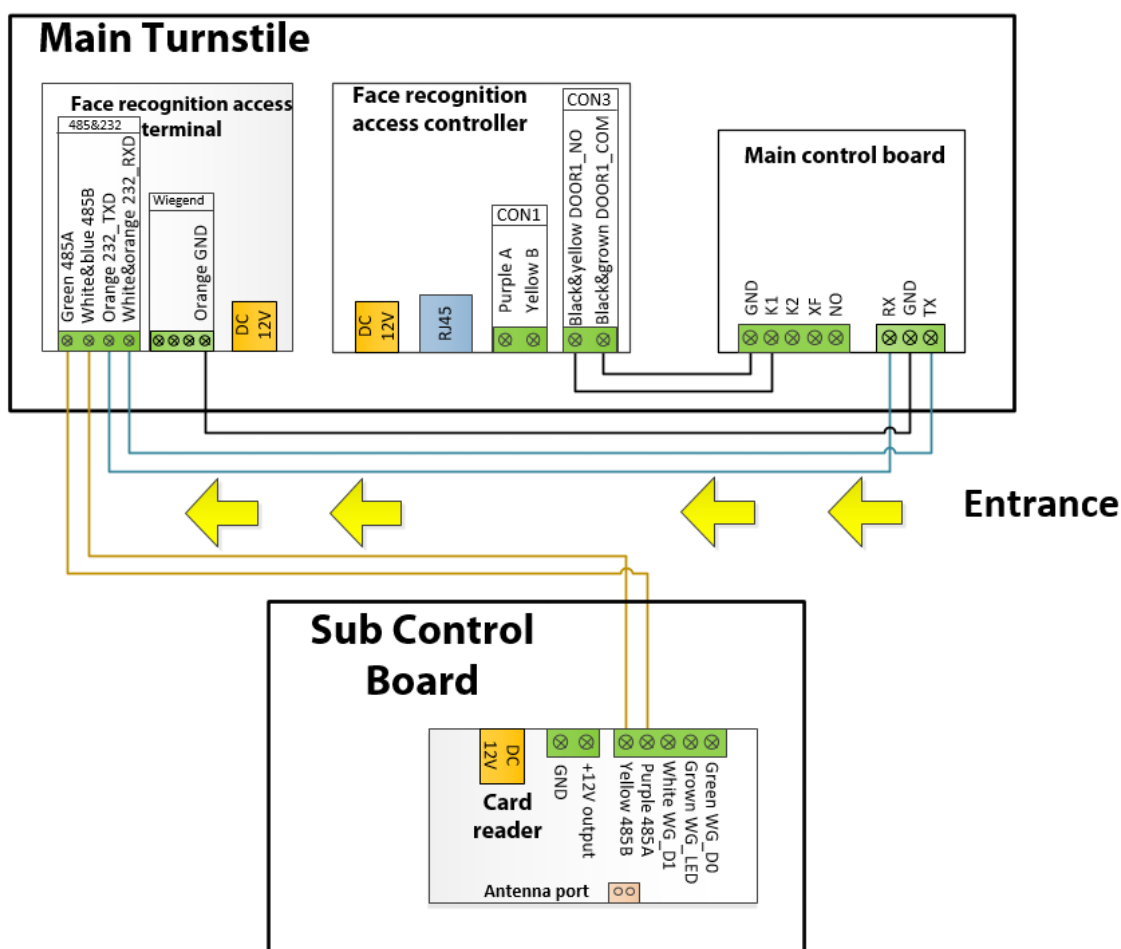 Main Turnstile
Face recognition access
terminal
485&232
Green 485A
White&blue 485B
Orange 232_TXD
White&orange 232_RXD
Wiegend
Orange GND
DC
12V
Face recognition
access controller
DC
12V
RJ45
CON1
Purple A
Yellow B
CON3
Black&yellow DOOR1_NO
Black&grown DOOR1_COM
Main control board
GND
K1
K2
XF
NO
RX
GND
TX
Entrance
Sub Control
Board
DC
12V
Card
reader
GND
+12V output
Yellow 485B
Purple 485A
White WG_D1
Grown WG_LED
Green WG_D0
Antenna port